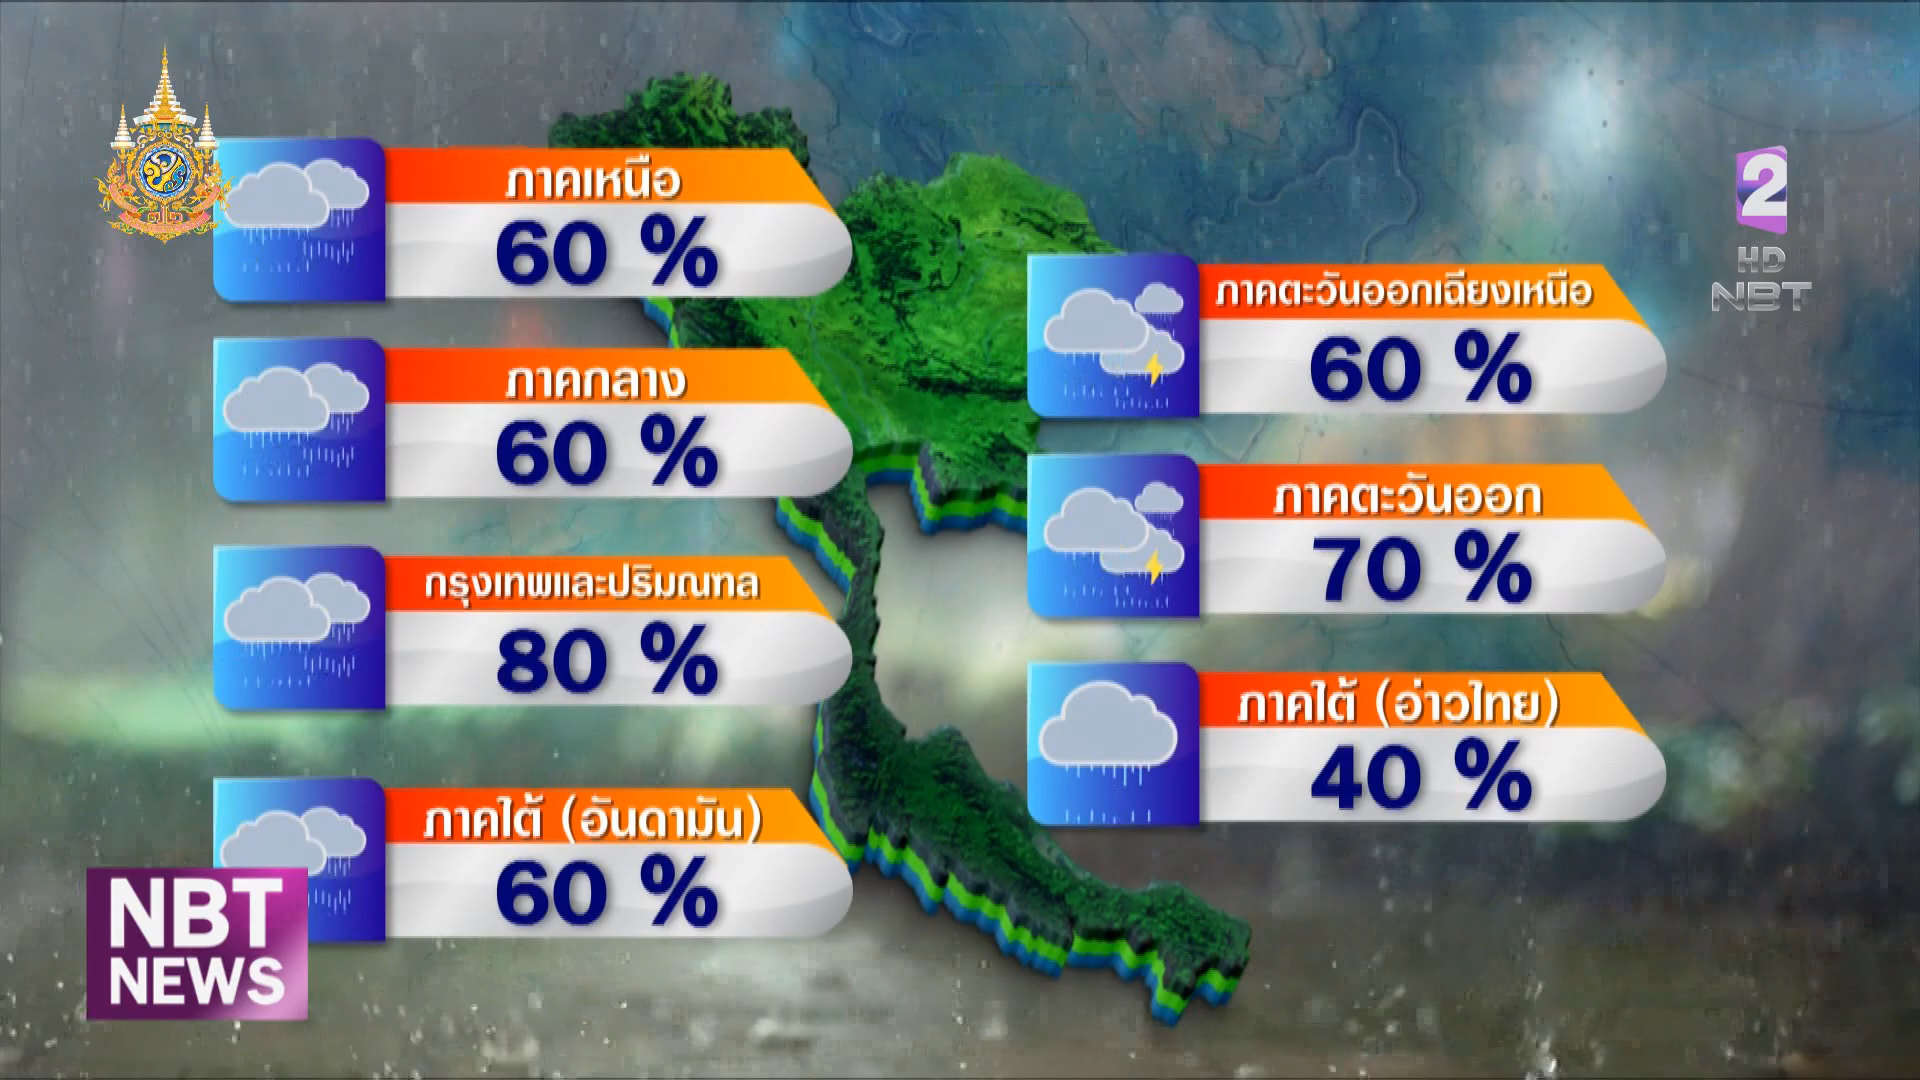 ภาคเหนือ
60 %
ภาคกลาง
60 %
กรุงเทพและปริมณฑล
80 %
ภาคใต้ (อันดามัน)
60 %
ภาคตะวันออกเฉียงเหนือ
60 %
ภาคตะวันออก
70 %
ภาคใต้ (อ่าวไทย)
40 %
2
HD
NBT
NBT
NEWS